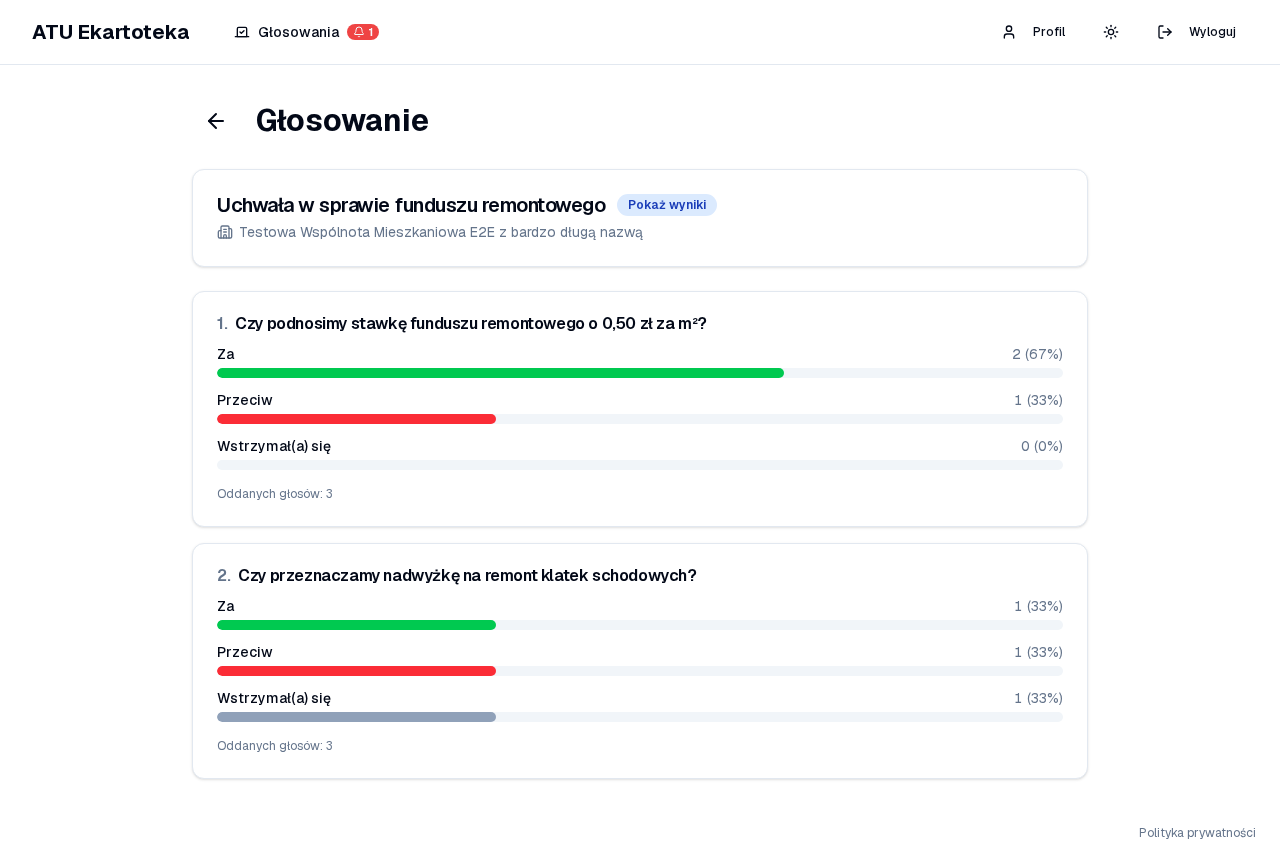 ATU Ekartoteka
Głosowania
1
Profil
Wyloguj
Głosowanie
Uchwała w sprawie funduszu remontowego
Pokaż wyniki
Testowa Wspólnota Mieszkaniowa E2E z bardzo długą nazwą
1. Czy podnosimy stawkę funduszu remontowego o 0,50 zł za m²?
Za 2 (67%)
Przeciw 1 (33%)
Wstrzymał(a) się 0 (0%)
Oddanych głosów: 3
2. Czy przeznaczamy nadwyżkę na remont klatek schodowych?
Za 1 (33%)
Przeciw 1 (33%)
Wstrzymał(a) się 1 (33%)
Oddanych głosów: 3
Polityka prywatności